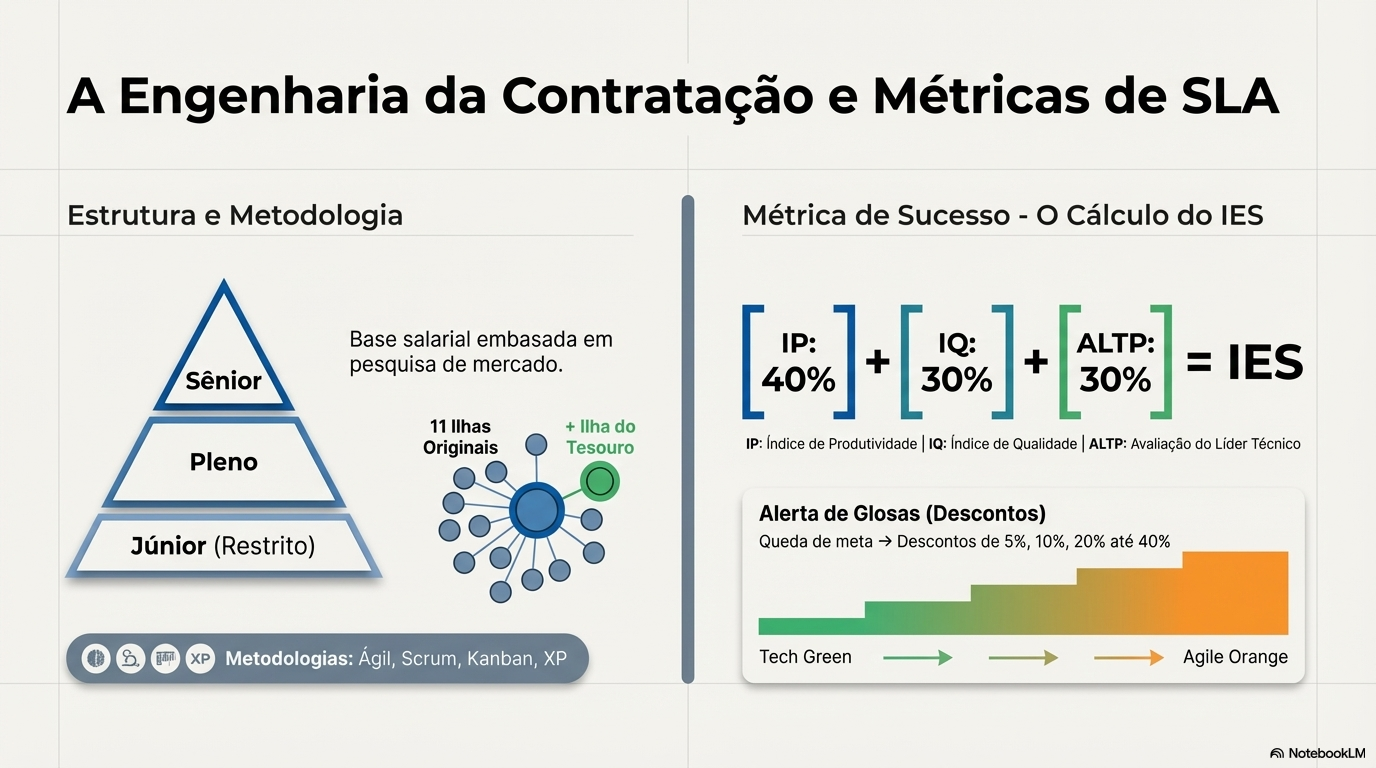 A Engenharia da Contratação e Métricas de SLA
Estrutura e Metodologia
Sênior
Pleno
Júnior (Restrito)
Base salarial embasada em
pesquisa de mercado.
11 Ilhas
Originais
+ Ilha do
Tesouro
XP
Metodologias: Ágil, Scrum, Kanban, XP
Métrica de Sucesso - O Cálculo do IES
[IP: 40%] + [IQ: 30%] + [ALTP: 30%] = IES
IP: Índice de Produtividade | IQ: Índice de Qualidade | ALTP: Avaliação do Líder Técnico
Alerta de Glosas (Descontos)
Queda de meta → Descontos de 5%, 10%, 20% até 40%
Tech Green
Agile Orange
NotebookLM